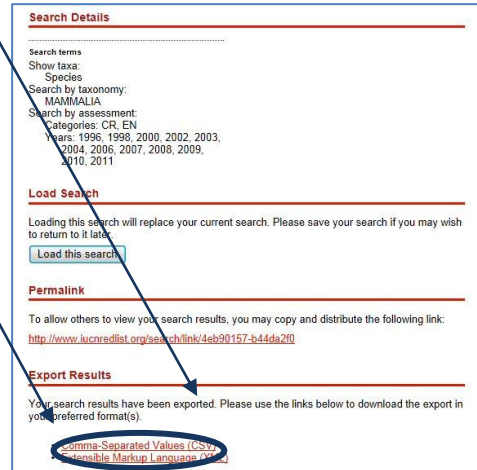 Search Details
Search terms
Show taxa:
Species
Search by taxonomy:
MAMMALIA
Search by assessment:
Categories: CR, EN
Years: 1996, 1998, 2000, 2002, 2003,
2004, 2006, 2007, 2008, 2009,
2010, 2011
Load Search
Loading this search will replace your current search. Please save your search if you may wish
to return to it later.
Load this search
Permalink
To allow others to view your search results, you may copy and distribute the following link:
http://www.iucnredlist.org/search/link/4eb90157-b44da2f0
Export Results
Your search results have been exported. Please use the links below to download the export in
your preferred format(s).
Comma-Separated Values (CSV)
Extensible Markup Language (XML)